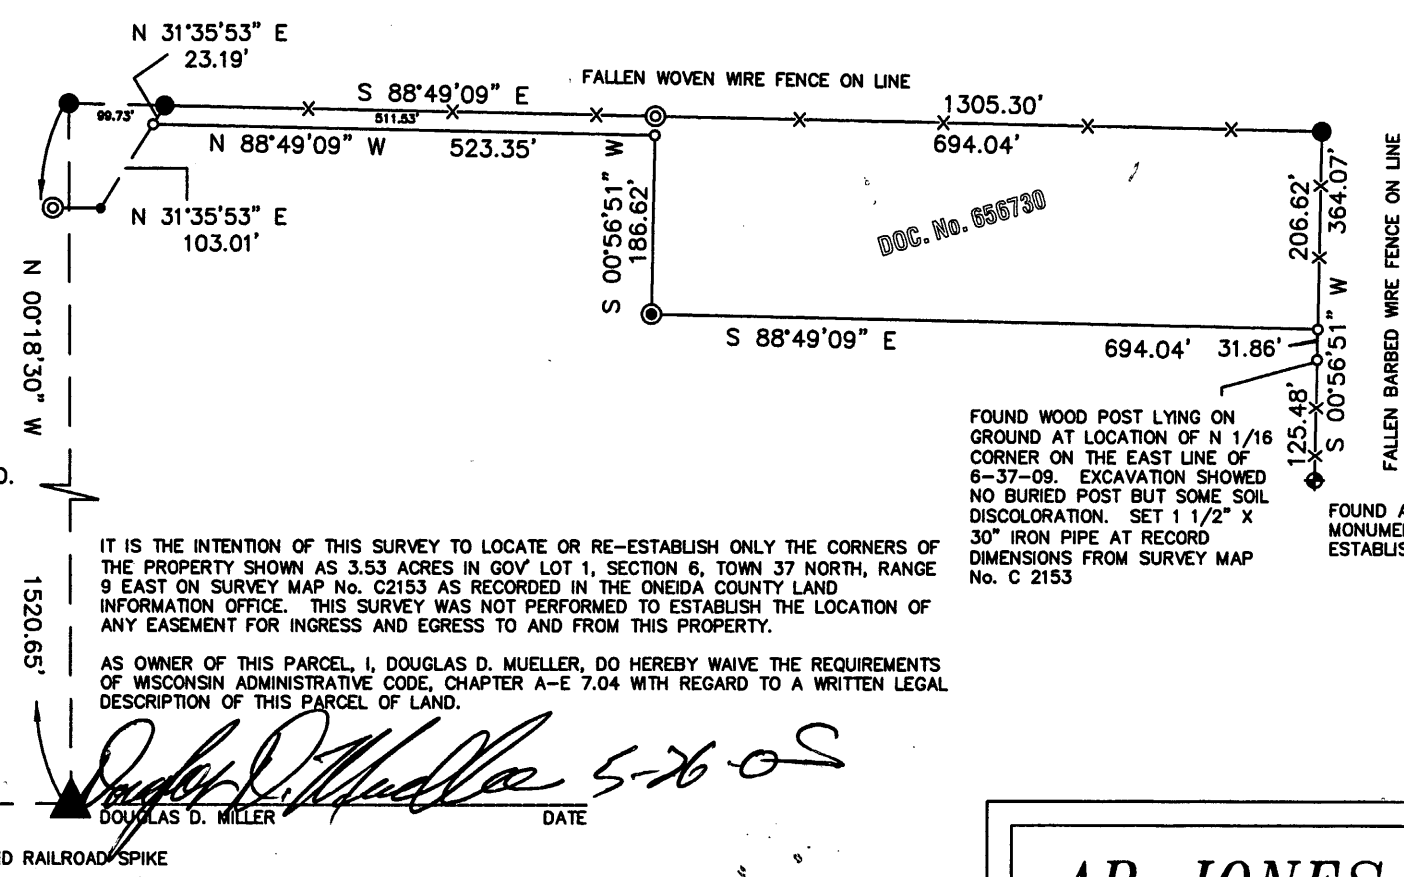 N 31°35'53" E
23.19'
FALLEN WOVEN WIRE FENCE ON LINE
S 88°49'09" E
1305.30'
99.73'
511.53'
N 88°49'09" W
523.35'
694.04'
N 31°35'53" E
103.01'
S 00°56'51" W
186.62'
DOC. No. 656730
206.62'
364.07'
FALLEN BARBED WIRE FENCE ON LINE
N 00°18'30" W
1520.65'
S 88°49'09" E
694.04'
31.86'
S 00°56'51" W
125.48'
FOUND WOOD POST LYING ON
GROUND AT LOCATION OF N 1/16
CORNER ON THE EAST LINE OF
6-37-09. EXCAVATION SHOWED
NO BURIED POST BUT SOME SOIL
DISCOLORATION. SET 1 1/2" X
30" IRON PIPE AT RECORD
DIMENSIONS FROM SURVEY MAP
No. C 2153
FOUND A
MONUME
ESTABLIS
D.
IT IS THE INTENTION OF THIS SURVEY TO LOCATE OR RE-ESTABLISH ONLY THE CORNERS OF
THE PROPERTY SHOWN AS 3.53 ACRES IN GOV' LOT 1, SECTION 6, TOWN 37 NORTH, RANGE
9 EAST ON SURVEY MAP No. C2153 AS RECORDED IN THE ONEIDA COUNTY LAND
INFORMATION OFFICE. THIS SURVEY WAS NOT PERFORMED TO ESTABLISH THE LOCATION OF
ANY EASEMENT FOR INGRESS AND EGRESS TO AND FROM THIS PROPERTY.
AS OWNER OF THIS PARCEL, I, DOUGLAS D. MUELLER, DO HEREBY WAIVE THE REQUIREMENTS
OF WISCONSIN ADMINISTRATIVE CODE, CHAPTER A-E 7.04 WITH REGARD TO A WRITTEN LEGAL
DESCRIPTION OF THIS PARCEL OF LAND.
Douglas D. Mueller 5-26-05
DOUGLAS D. MILLER
DATE
ED RAILROAD SPIKE
AP JONES